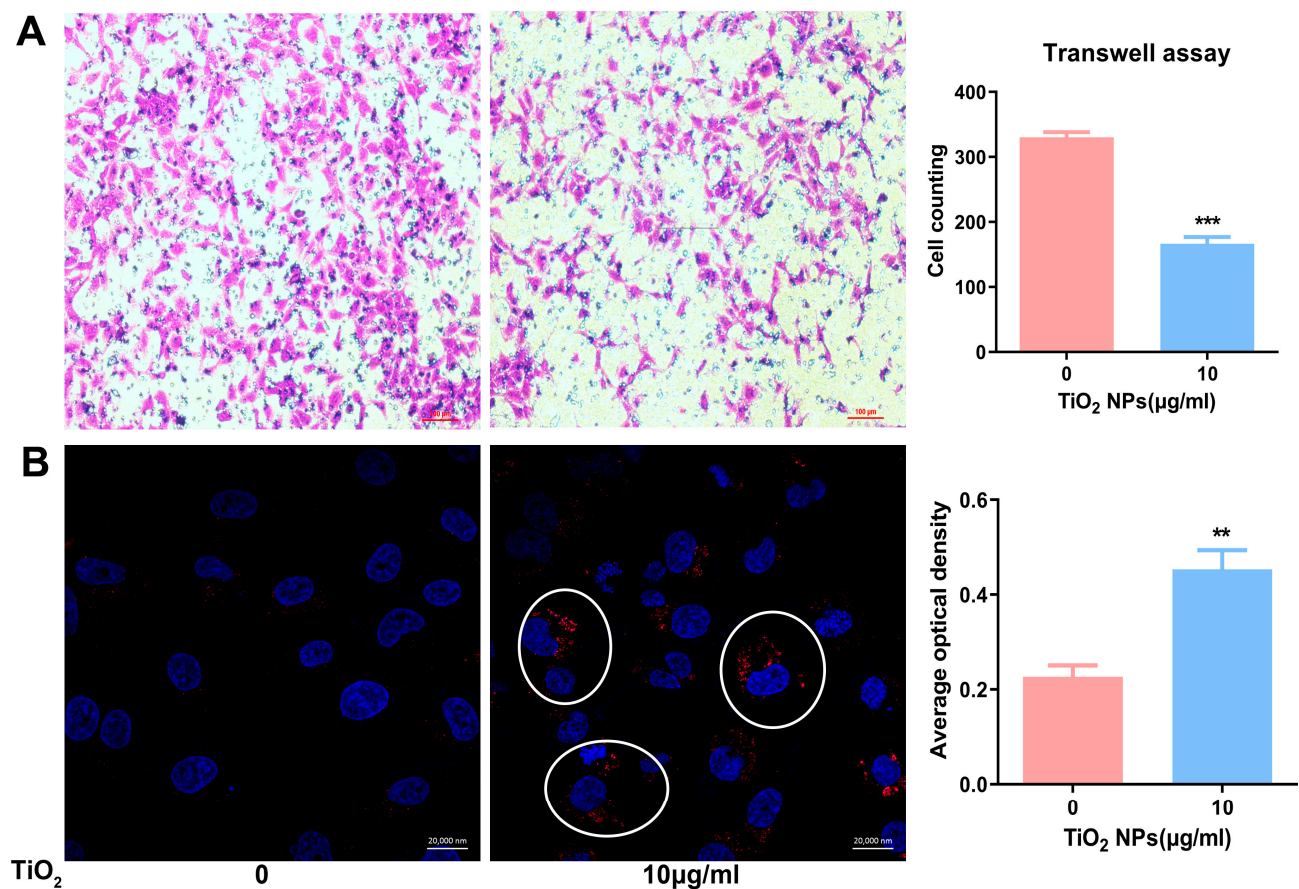 A
Transwell assay
Cell counting
400
300
200
100
0
***
0
10
TiO2 NPs(µg/ml)
100 µm
B
20,000 nm
20,000 nm
Average optical density
0.6
0.4
0.2
0.0
**
0
10
TiO2 NPs(µg/ml)
TiO2
0
10µg/ml